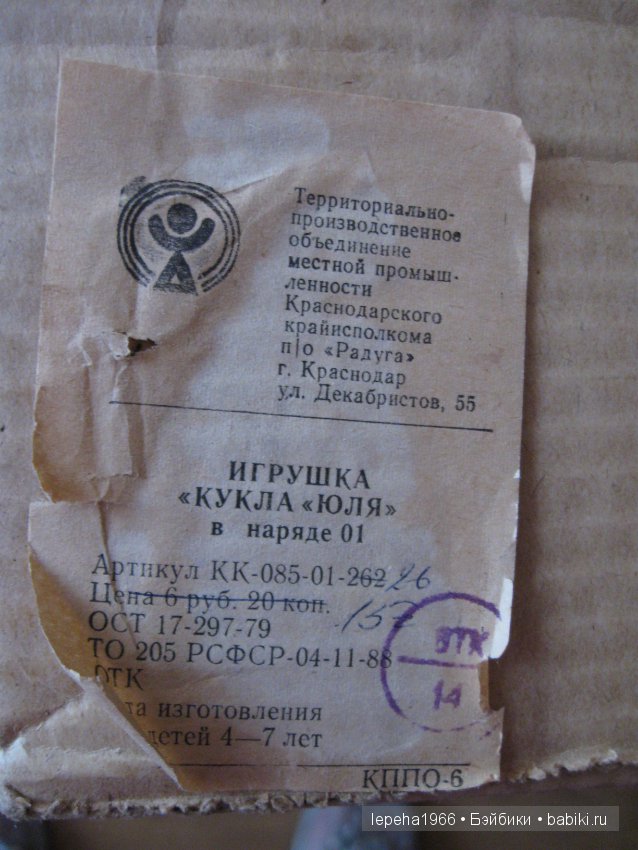 Территориально-
производственное
объединение
местной промыш-
ленности
Краснодарского
крайисполкома
п|о «Радуга»
г. Краснодар
ул. Декабристов, 55
ИГРУШКА
«КУКЛА «ЮЛЯ»
в наряде 01
Артикул КК-085-01-262 26
Цена 6 руб. 20 коп.
152
ОСТ 17-297-79
ТО 205 РСФСР-04-11-88
ОТК
изготовления
детей 4—7 лет
КППО-6
ОТК
14
lepeha1966 • Бэйбики • babiki.ru